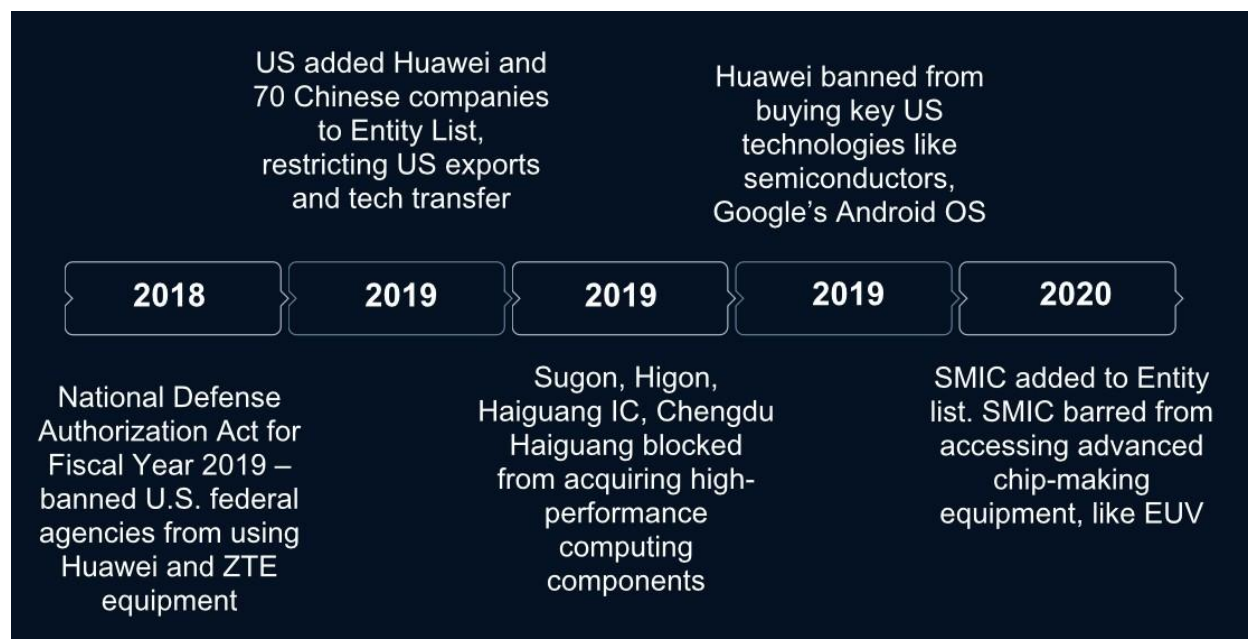 US added Huawei and
70 Chinese companies
to Entity List,
restricting US exports
and tech transfer
Huawei banned from
buying key US
technologies like
semiconductors,
Google’s Android OS
2018
2019
2019
2019
2020
National Defense
Authorization Act for
Fiscal Year 2019 –
banned U.S. federal
agencies from using
Huawei and ZTE
equipment
Sugon, Higon,
Haiguang IC, Chengdu
Haiguang blocked
from acquiring high-
performance
computing
components
SMIC added to Entity
list. SMIC barred from
accessing advanced
chip-making
equipment, like EUV